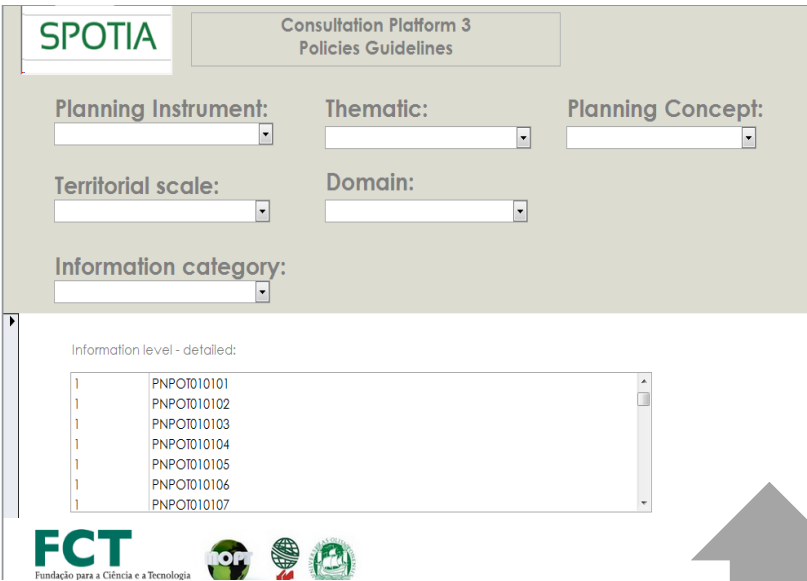 SPOTIA
Consultation Platform 3
Policies Guidelines
Planning Instrument:
Thematic:
Planning Concept:
Territorial scale:
Domain:
Information category:
Information level - detailed:
1 PNPOT010101
1 PNPOT010102
1 PNPOT010103
1 PNPOT010104
1 PNPOT010105
1 PNPOT010106
1 PNPOT010107
FCT
Fundação para a Ciência e a Tecnologia